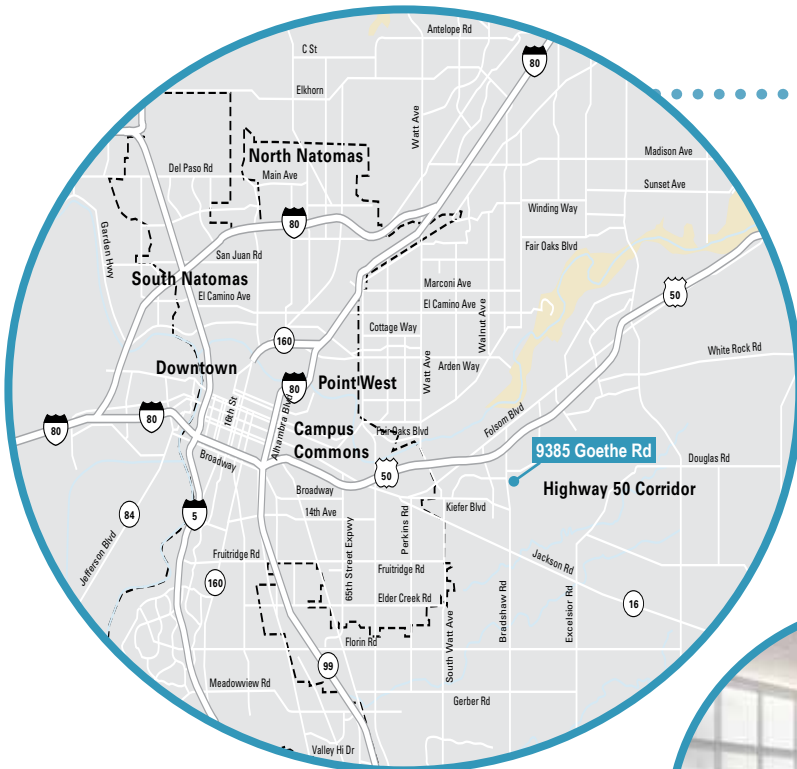 Antelope Rd
C St
80
Elkhorn
Watt Ave
North Natomas
Madison Ave
Del Paso Rd
Main Ave
Sunset Ave
Winding Way
Garden Hwy
80
Fair Oaks Blvd
San Juan Rd
South Natomas
Marconi Ave
El Camino Ave
El Camino Ave
50
Walnut Ave
Cottage Way
160
White Rock Rd
Downtown
Arden Way
Watt Ave
Point West
80
16th St
Alhambra Blvd
80
80
Campus
Commons
Fair Oaks Blvd
Folsom Blvd
9385 Goethe Rd
Broadway
Douglas Rd
50
Highway 50 Corridor
Broadway
Kiefer Blvd
84
5
14th Ave
Perkins Rd
Jefferson Blvd
65th Street Expwy
Fruitridge Rd
Jackson Rd
160
Fruitridge Rd
Elder Creek Rd
Bradshaw Rd
Excelsior Rd
16
South Watt Ave
Florin Rd
99
Meadowview Rd
Gerber Rd
Valley Hi Dr